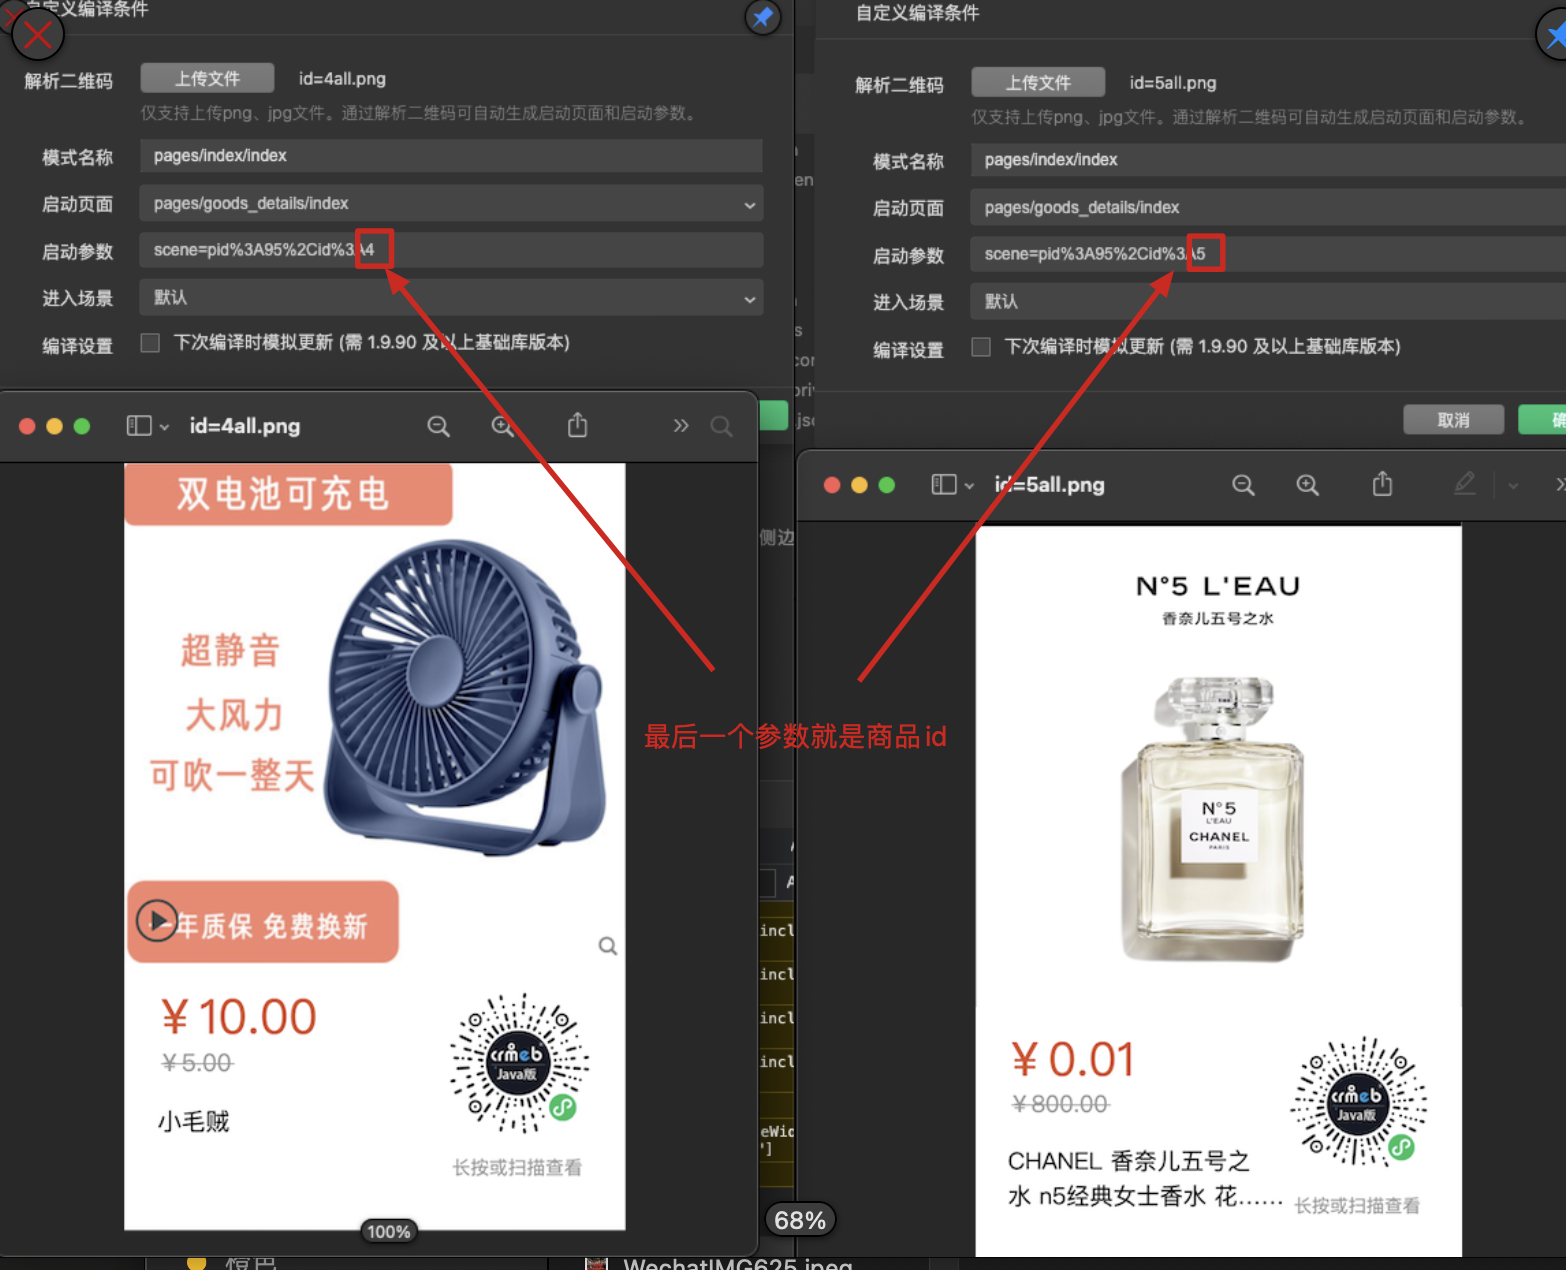 自定义编译条件
解析二维码 上传文件 id=4all.png
仅支持上传png、jpg文件。通过解析二维码可自动生成启动页面和启动参数。
模式名称 pages/index/index
启动页面 pages/goods_details/index
启动参数 scene=pid%3A95%2Cid%3A4
进入场景 默认
编译设置 下次编译时模拟更新 (需 1.9.90 及以上基础库版本)
自定义编译条件
解析二维码 上传文件 id=5all.png
仅支持上传png、jpg文件。通过解析二维码可自动生成启动页面和启动参数。
模式名称 pages/index/index
启动页面 pages/goods_details/index
启动参数 scene=pid%3A95%2Cid%3A5
进入场景 默认
编译设置 下次编译时模拟更新 (需 1.9.90 及以上基础库版本)
取消 确
id=4all.png
双电池可充电
超静音
大风力
可吹一整天
一年质保 免费换新
¥10.00
¥5.00
小毛贼
crmeb
Java版
长按或扫描查看
100%
侧边
incl
incl
incl
incl
eWid
"]
最后一个参数就是商品id
id=5all.png
N°5 L'EAU
香奈儿五号之水
N°5
L'EAU
CHANEL
PARIS
¥0.01
¥800.00
CHANEL 香奈儿五号之
水 n5经典女士香水 花……
crmeb
Java版
长按或扫描查看
68%
橙色
WechatIMG625.jpeg